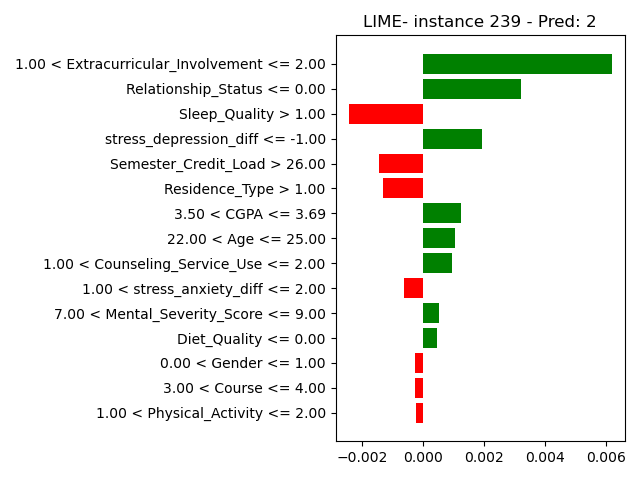 LIME- instance 239 - Pred: 2
1.00 < Extracurricular_Involvement <= 2.00
Relationship_Status <= 0.00
Sleep_Quality > 1.00
stress_depression_diff <= -1.00
Semester_Credit_Load > 26.00
Residence_Type > 1.00
3.50 < CGPA <= 3.69
22.00 < Age <= 25.00
1.00 < Counseling_Service_Use <= 2.00
1.00 < stress_anxiety_diff <= 2.00
7.00 < Mental_Severity_Score <= 9.00
Diet_Quality <= 0.00
0.00 < Gender <= 1.00
3.00 < Course <= 4.00
1.00 < Physical_Activity <= 2.00
−0.002 0.000 0.002 0.004 0.006